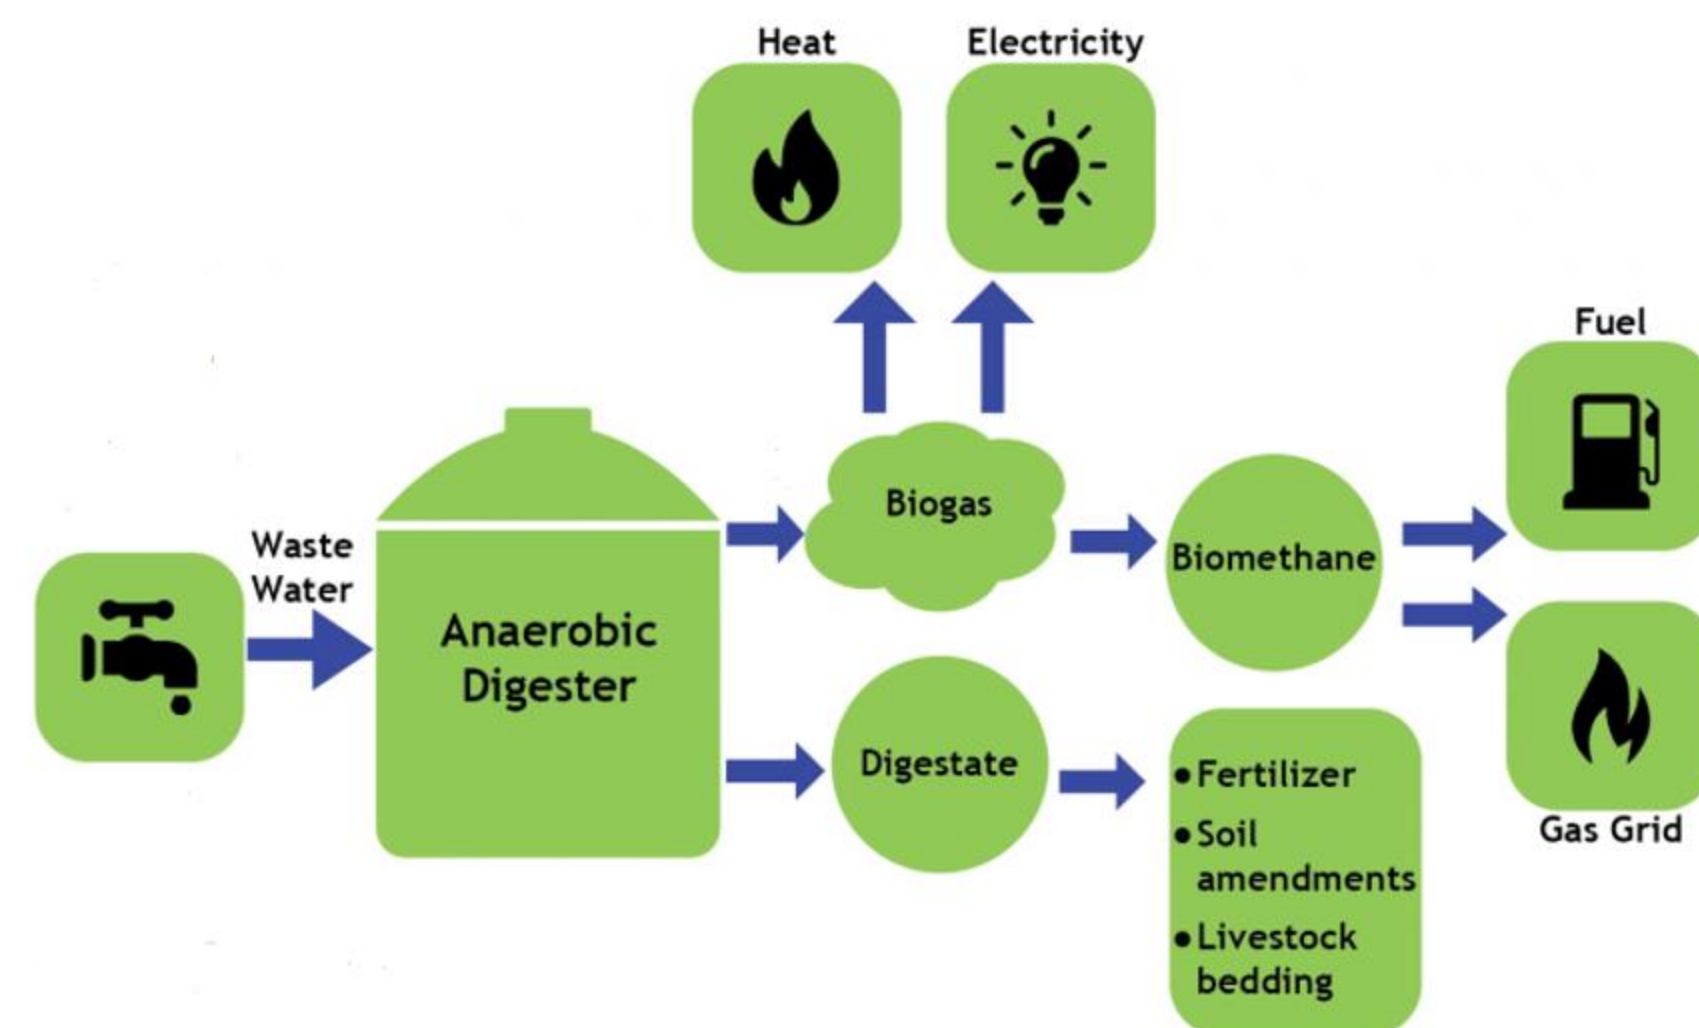 Heat
Electricity
Fuel
Waste
Water
Biogas
Biomethane
Anaerobic
Digester
Digestate
• Fertilizer
• Soil
amendments
• Livestock
bedding
Gas Grid